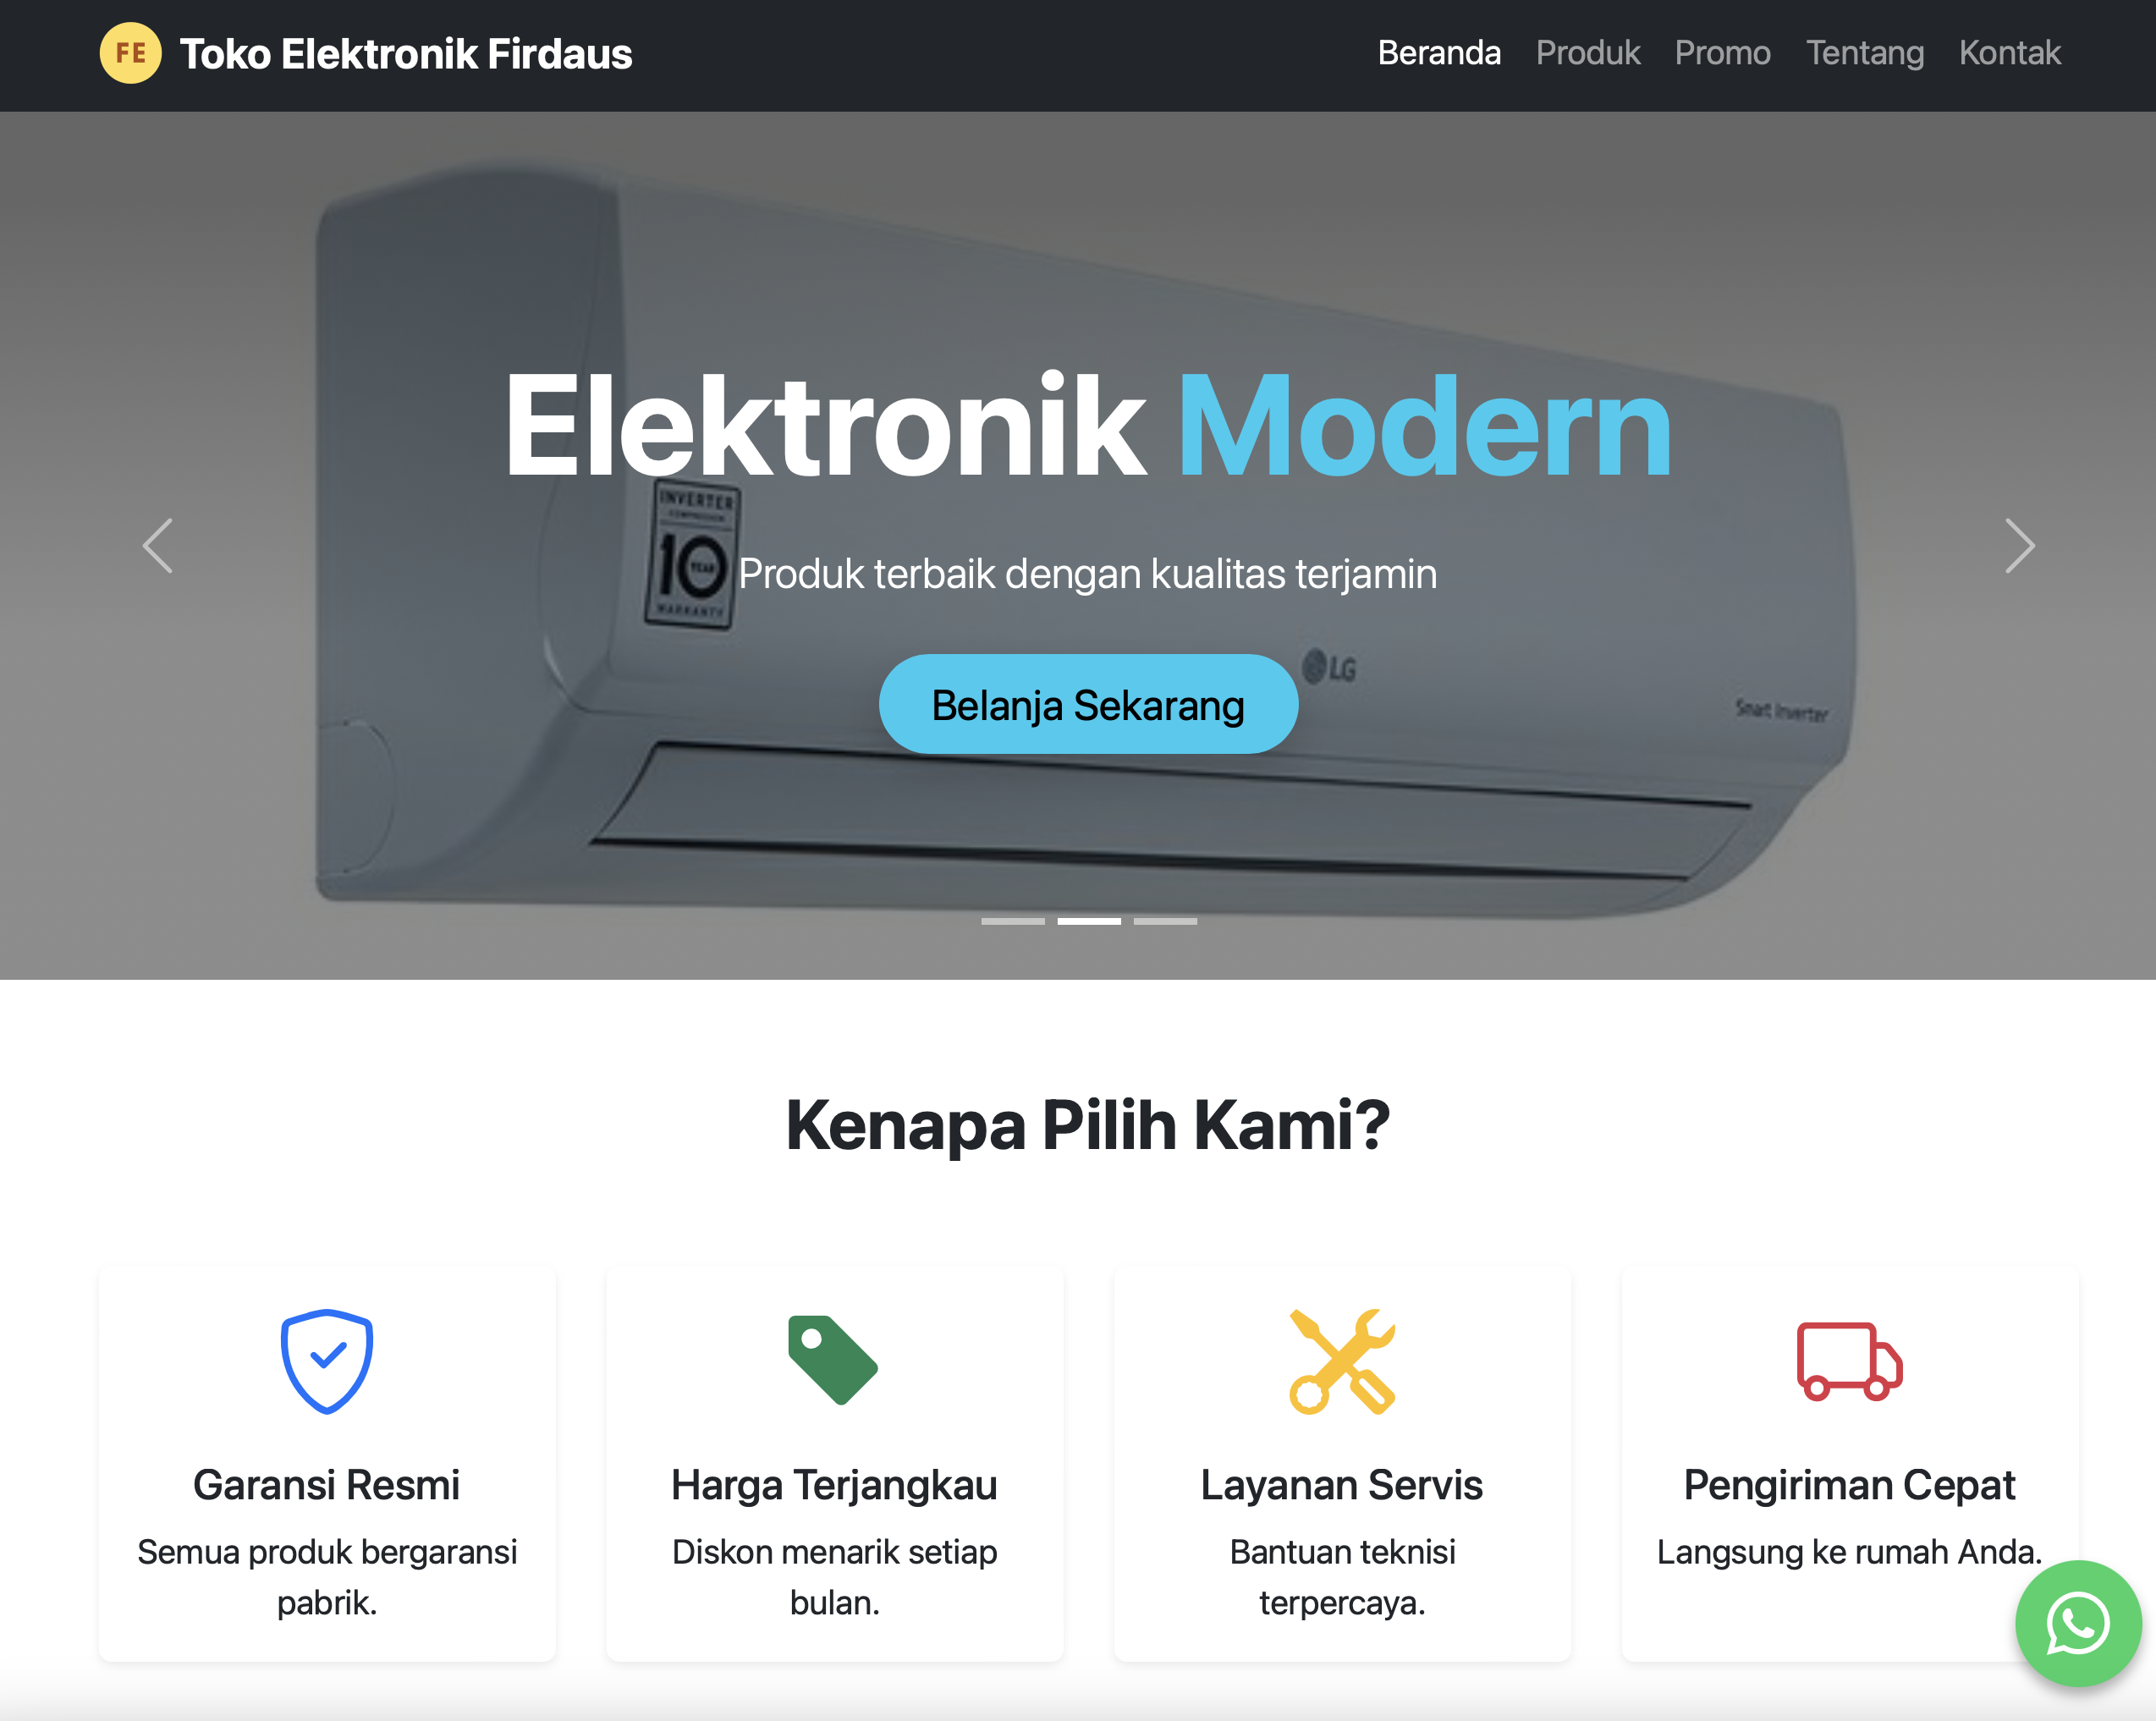 FE Toko Elektronik Firdaus
Beranda Produk Promo Tentang Kontak
Elektronik Modern
INVERTER
COMPRESSOR
10
YEAR
WARRANTY
Produk terbaik dengan kualitas terjamin
LG
Smart Inverter
Belanja Sekarang
Kenapa Pilih Kami?
Garansi Resmi
Semua produk bergaransi
pabrik.
Harga Terjangkau
Diskon menarik setiap
bulan.
Layanan Servis
Bantuan teknisi
terpercaya.
Pengiriman Cepat
Langsung ke rumah Anda.